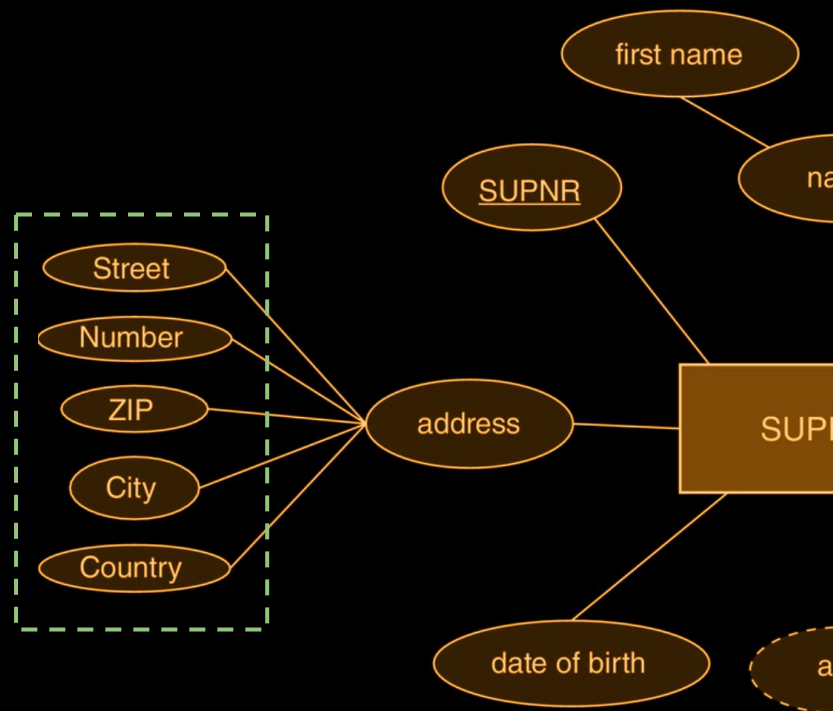 first name
SUPNR
Street
Number
ZIP
City
Country
address
date of birth